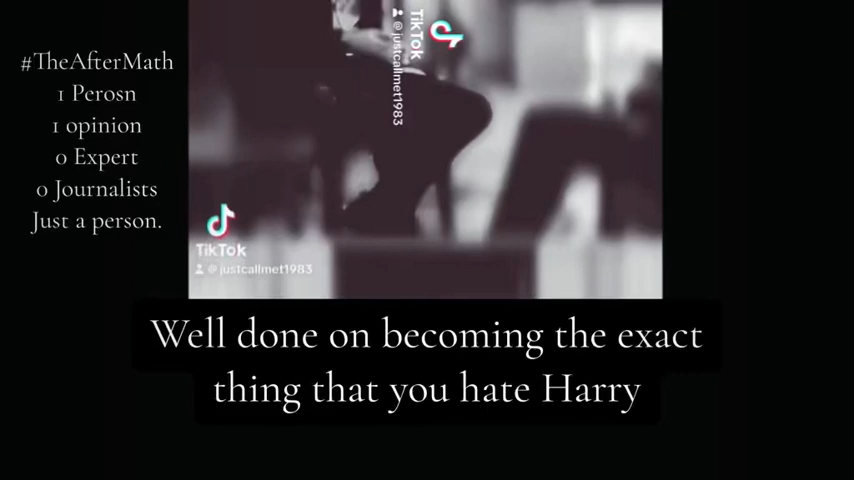 #TheAfterMath
1 Perosn
1 opinion
0 Expert
0 Journalists
Just a person.
TikTok
@justcallmet1983
TikTok
@justcallmet1983
Well done on becoming the exact
thing that you hate Harry